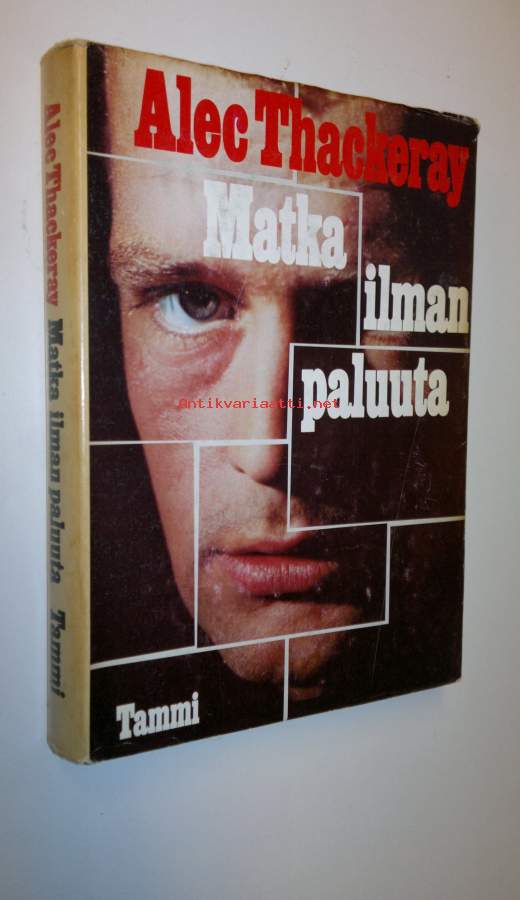 Alec Thackeray
Matka
ilman
paluuta
Antikvariaatti.net
Tammi
Alec Thackeray Matka ilman paluuta Tammi